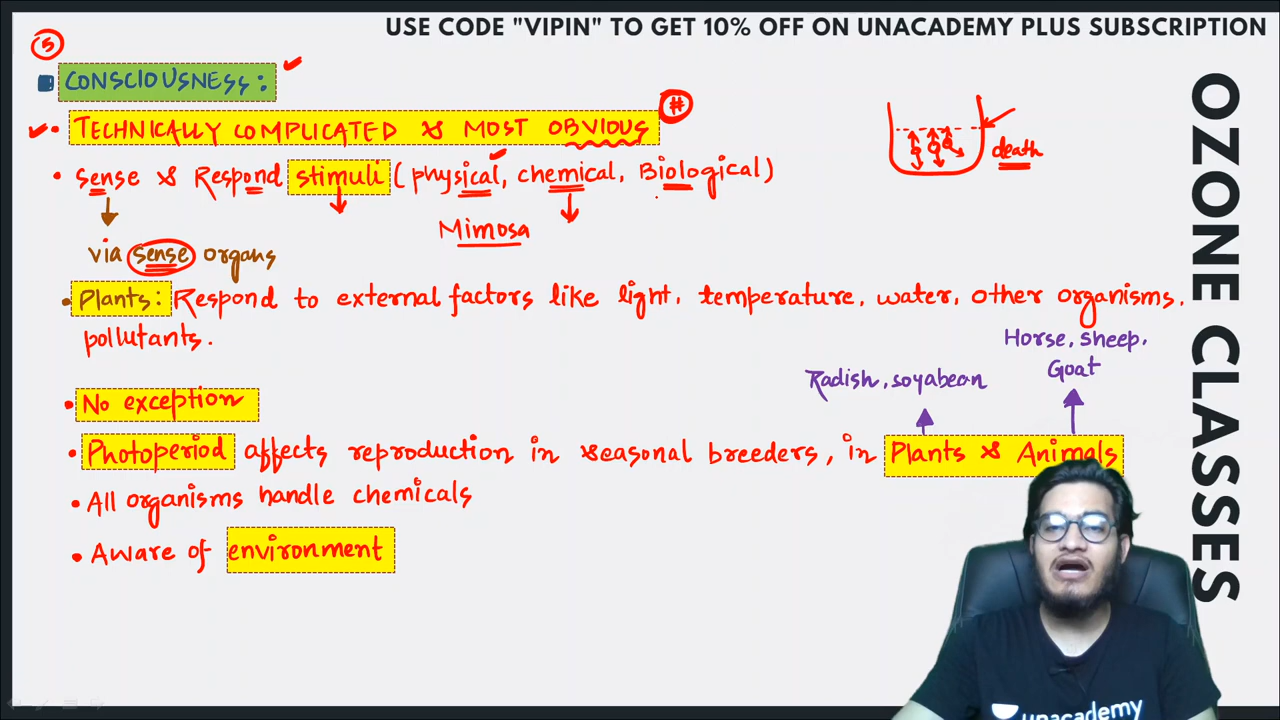 USE CODE "VIPIN" TO GET 10% OFF ON UNACADEMY PLUS SUBSCRIPTION
5
CONSCIOUSNESS:
• TECHNICALLY COMPLICATED & MOST OBVIOUS #
• Sense & Respond stimuli (physical, chemical, Biological)
death
Mimosa
via sense organs
• Plants: Respond to external factors like light, temperature, water, other organisms,
pollutants.
Horse, sheep,
Goat
Radish, soyabean
• No exception
• Photoperiod affects reproduction in seasonal breeders, in Plants & Animals
• All organisms handle chemicals
• Aware of environment
OZONE CLASSES
unacademy